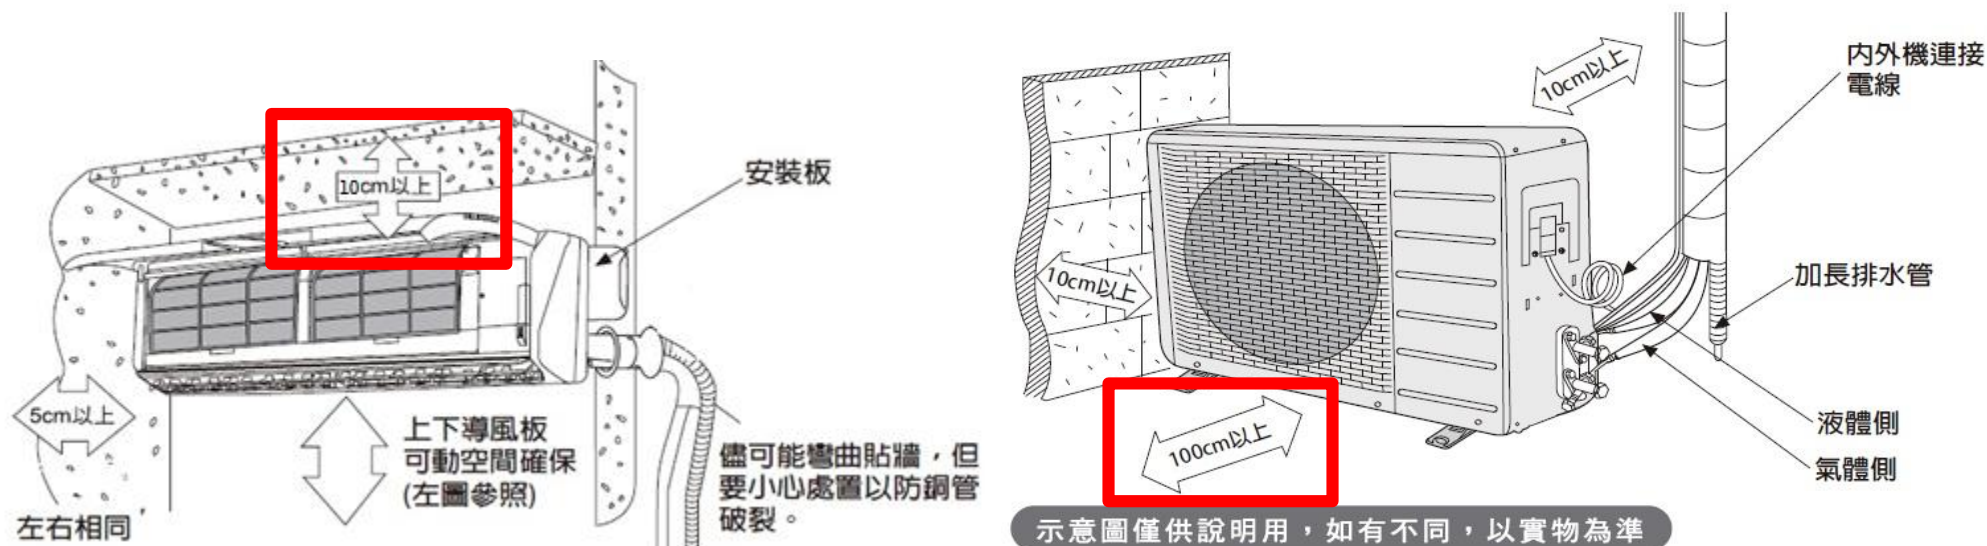 10cm以上
安裝板
5cm以上
左右相同
上下導風板
可動空間確保
(左圖參照)
儘可能彎曲貼牆，但
要小心處置以防銅管
破裂。
10cm以上
內外機連接
電線
10cm以上
加長排水管
100cm以上
液體側
氣體側
示意圖僅供說明用，如有不同，以實物為準